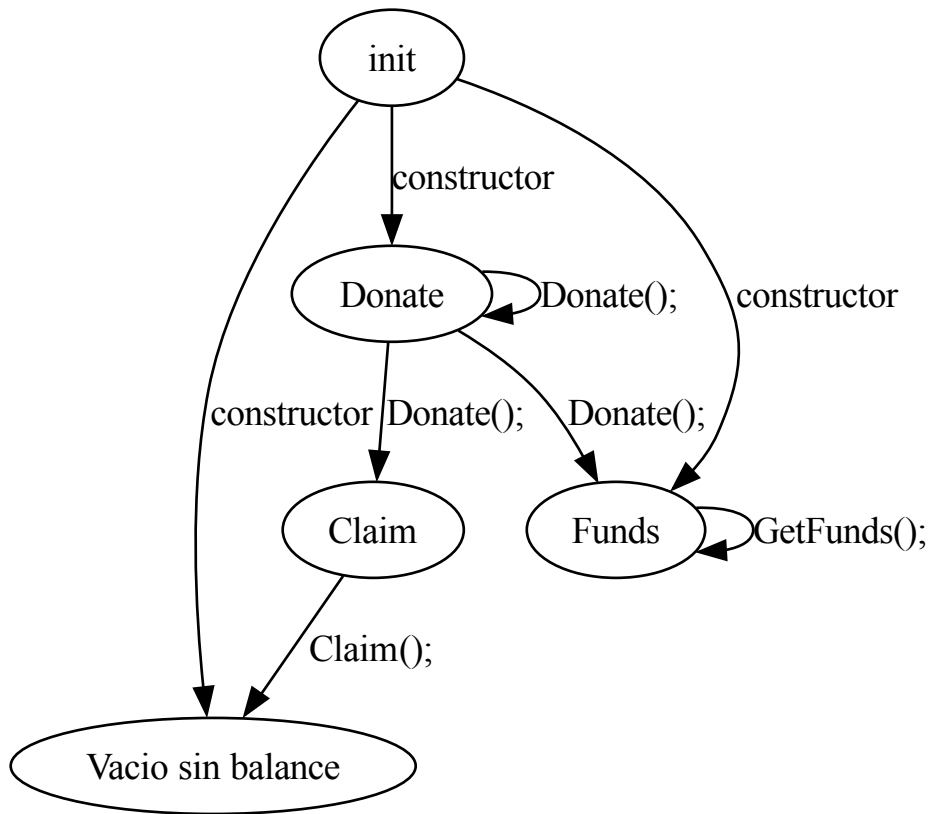 init
constructor
Donate
Donate();
constructor
constructor
Donate();
Donate();
Claim
Funds
GetFunds();
Claim();
Vacio sin balance